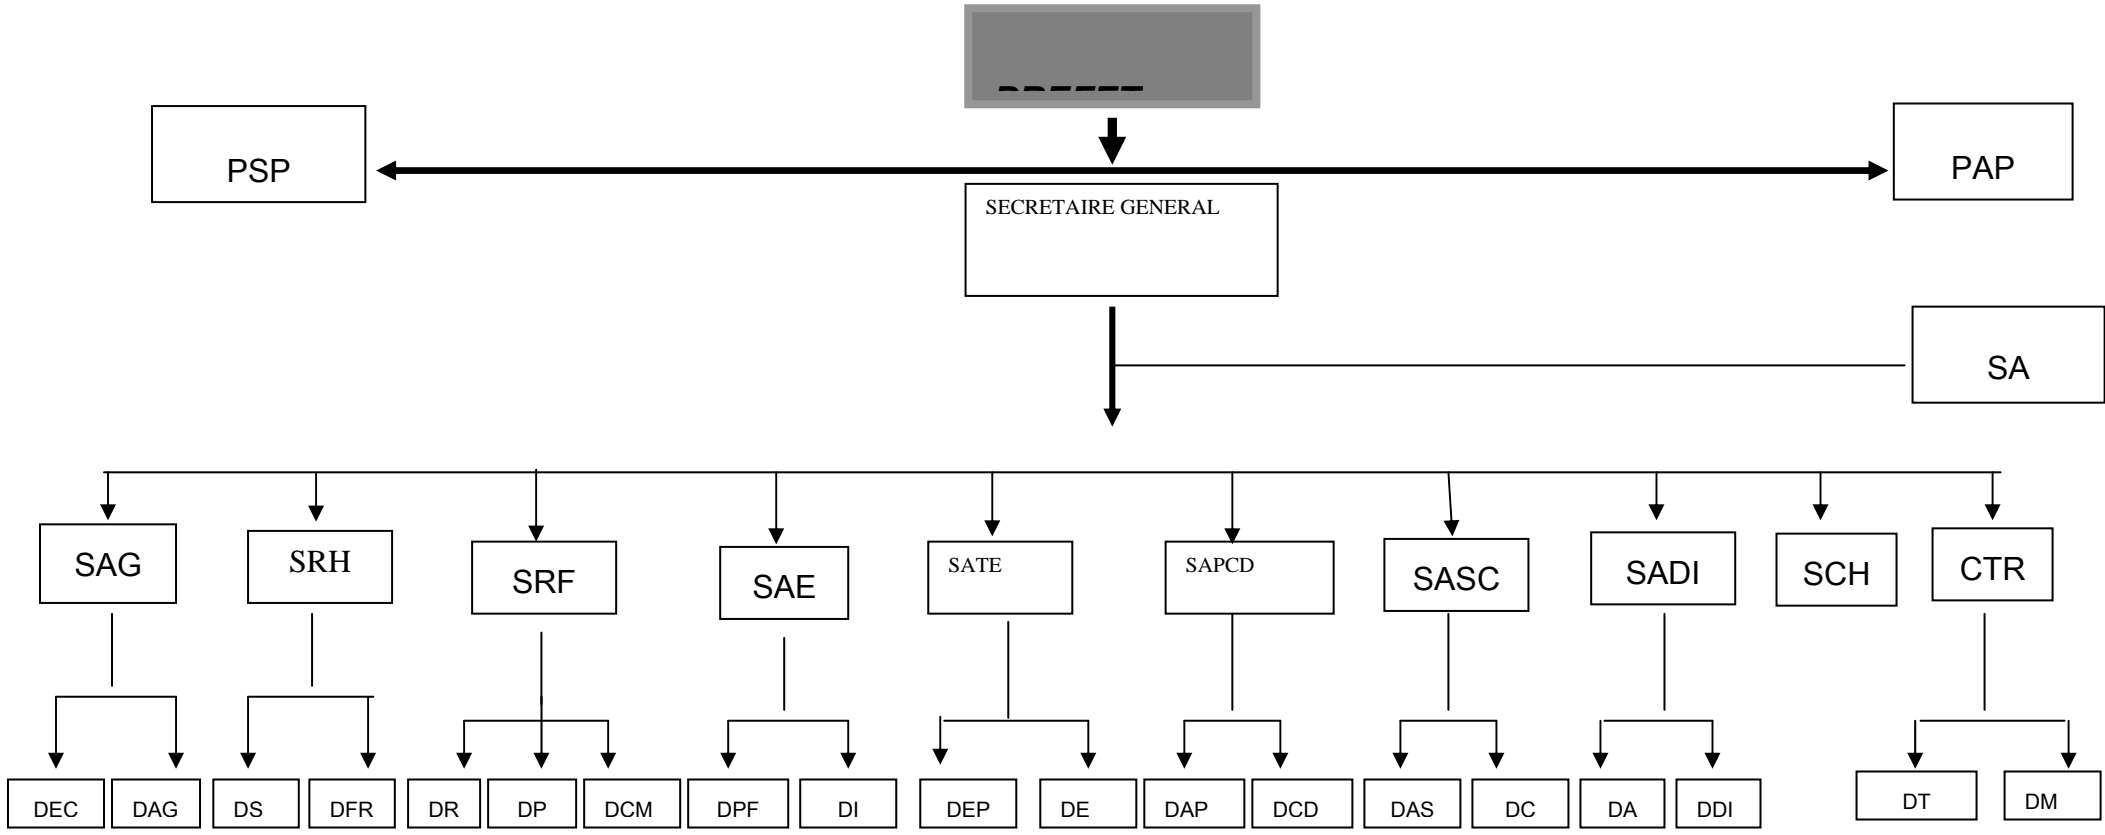 PREFET
PSP
PAP
SECRETAIRE GENERAL
SA
SAG
SRH
SRF
SAE
SATE
SAPCD
SASC
SADI
SCH
CTR
DEC
DAG
DS
DFR
DR
DP
DCM
DPF
DI
DEP
DE
DAP
DCD
DAS
DC
DA
DDI
DT
DM